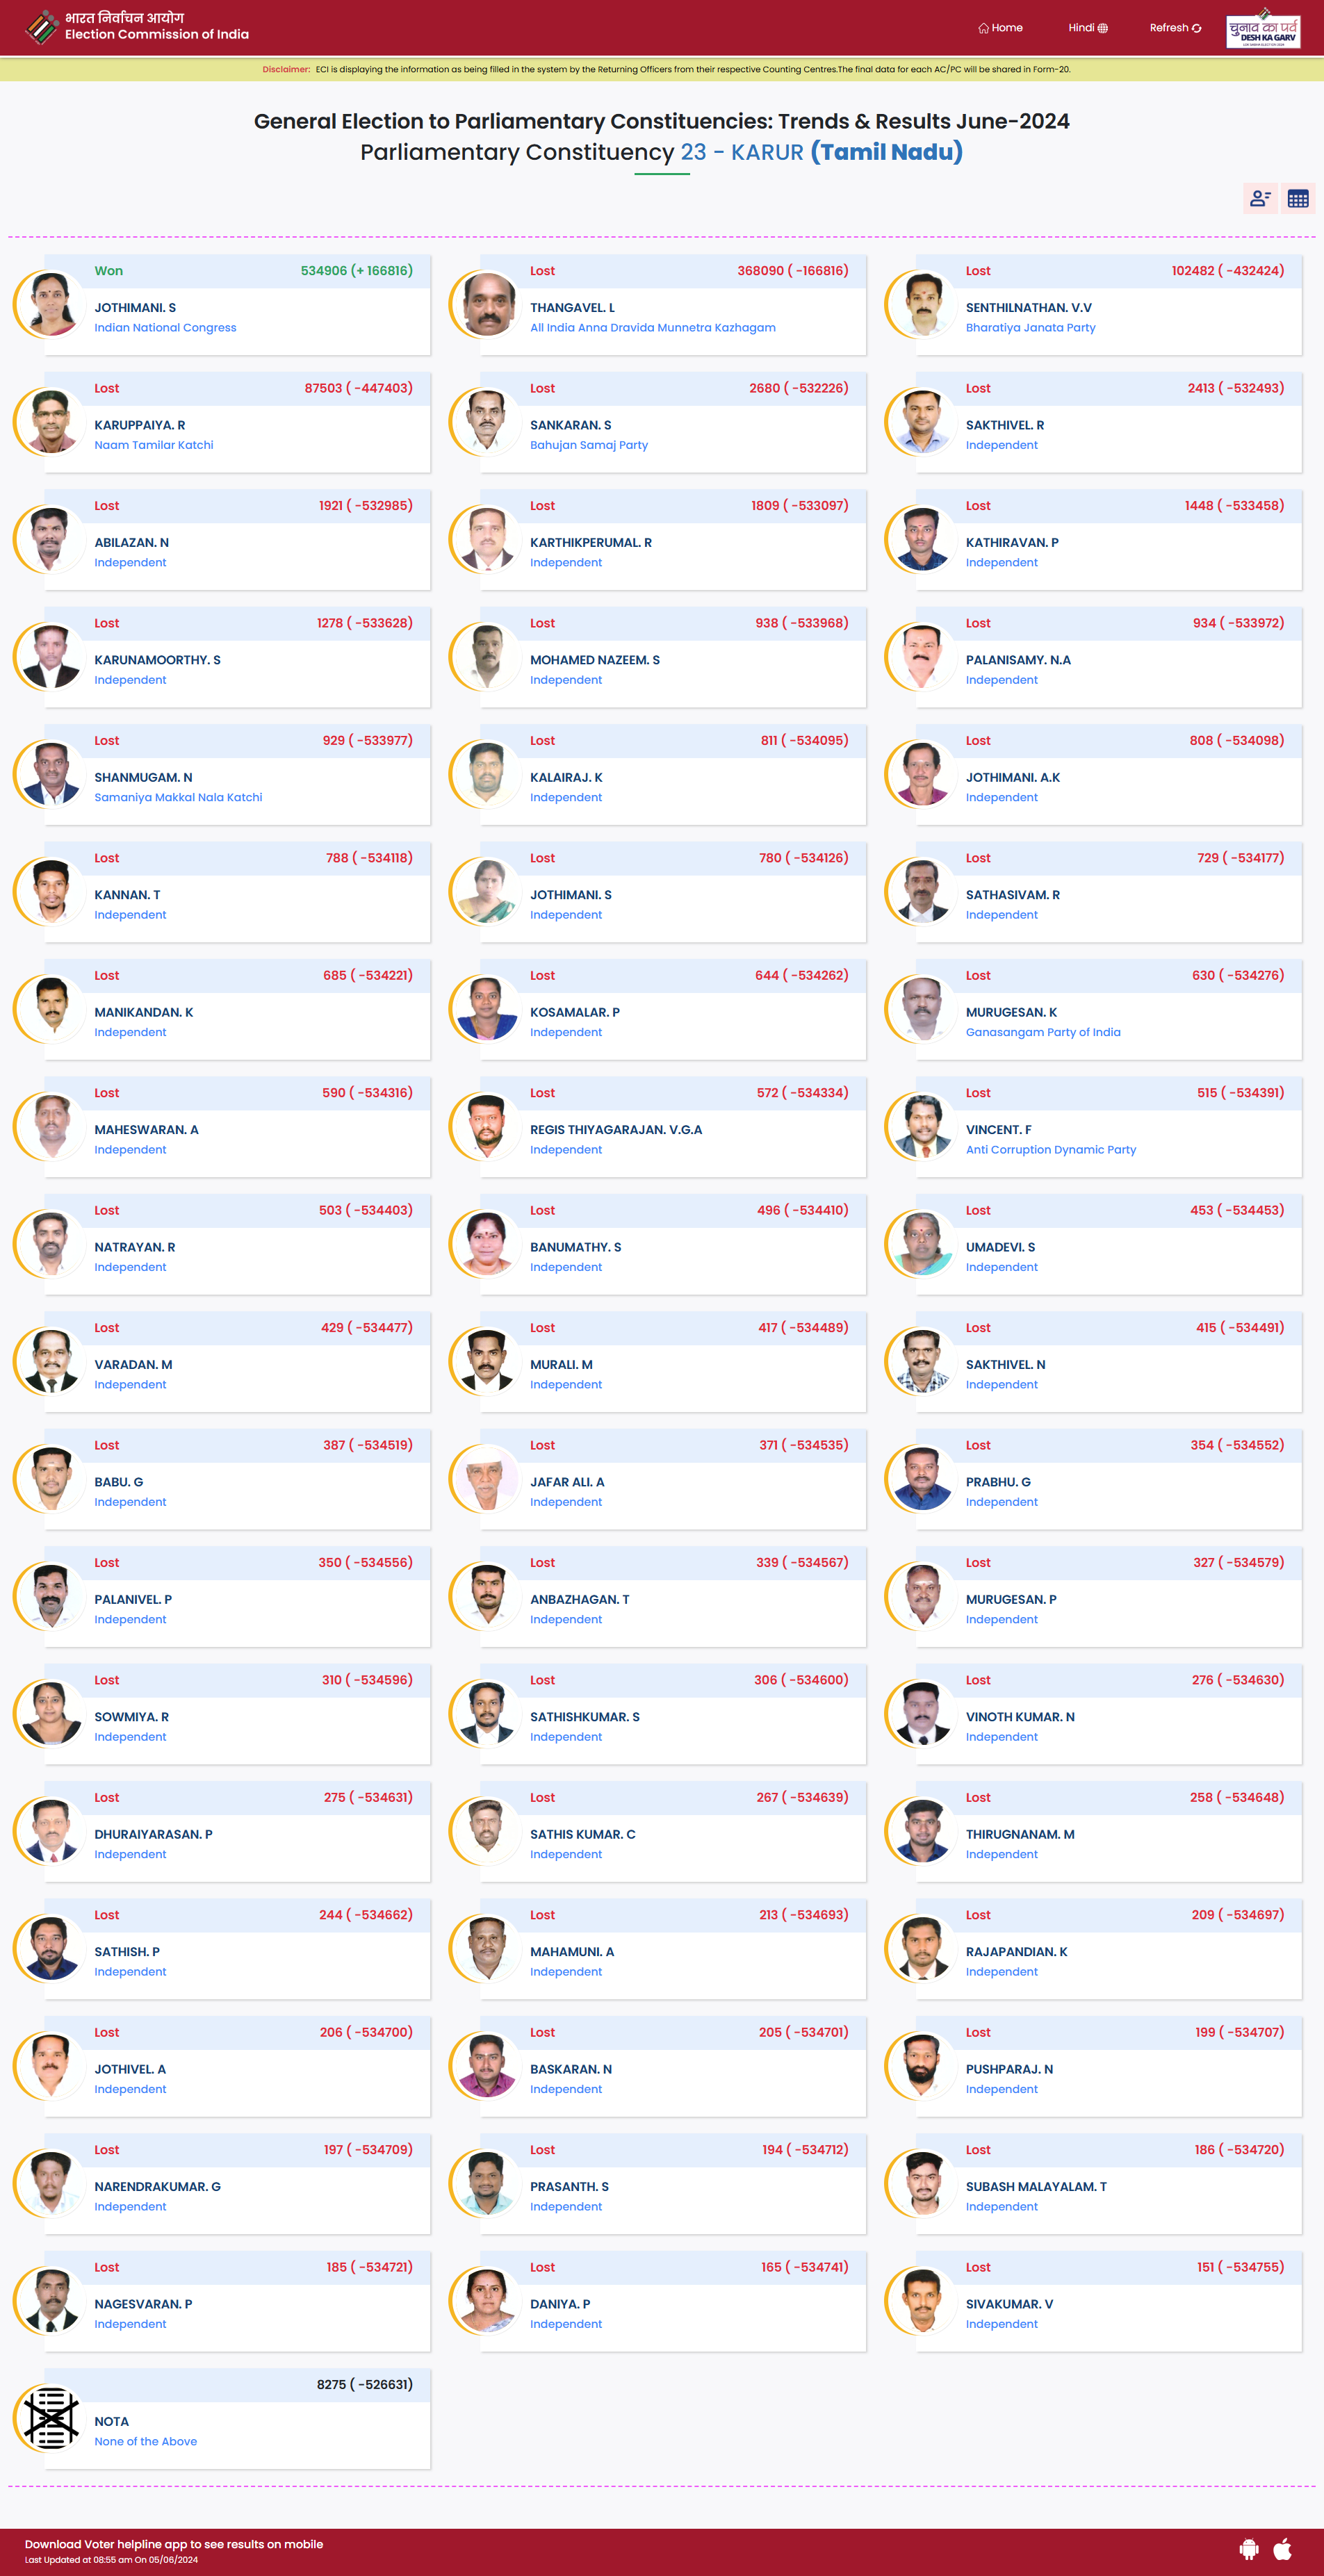 भारत निर्वाचन आयोग
Election Commission of India
Home
Hindi
Refresh
चुनाव का पर्व
DESH KA GARV
Disclaimer: ECI is displaying the information as being filled in the system by the Returning Officers from their respective Counting Centres.The final data for each AC/PC will be shared in Form-20.
General Election to Parliamentary Constituencies: Trends & Results June-2024
Parliamentary Constituency 23 - KARUR (Tamil Nadu)
Won 534906 (+ 166816)
JOTHIMANI. S
Indian National Congress
Lost 368090 ( -166816)
THANGAVEL. L
All India Anna Dravida Munnetra Kazhagam
Lost 102482 ( -432424)
SENTHILNATHAN. V.V
Bharatiya Janata Party
Lost 87503 ( -447403)
KARUPPAIYA. R
Naam Tamilar Katchi
Lost 2680 ( -532226)
SANKARAN. S
Bahujan Samaj Party
Lost 2413 ( -532493)
SAKTHIVEL. R
Independent
Lost 1921 ( -532985)
ABILAZAN. N
Independent
Lost 1809 ( -533097)
KARTHIKPERUMAL. R
Independent
Lost 1448 ( -533458)
KATHIRAVAN. P
Independent
Lost 1278 ( -533628)
KARUNAMOORTHY. S
Independent
Lost 938 ( -533968)
MOHAMED NAZEEM. S
Independent
Lost 934 ( -533972)
PALANISAMY. N.A
Independent
Lost 929 ( -533977)
SHANMUGAM. N
Samaniya Makkal Nala Katchi
Lost 811 ( -534095)
KALAIRAJ. K
Independent
Lost 808 ( -534098)
JOTHIMANI. A.K
Independent
Lost 788 ( -534118)
KANNAN. T
Independent
Lost 780 ( -534126)
JOTHIMANI. S
Independent
Lost 729 ( -534177)
SATHASIVAM. R
Independent
Lost 685 ( -534221)
MANIKANDAN. K
Independent
Lost 644 ( -534262)
KOSAMALAR. P
Independent
Lost 630 ( -534276)
MURUGESAN. K
Ganasangam Party of India
Lost 590 ( -534316)
MAHESWARAN. A
Independent
Lost 572 ( -534334)
REGIS THIYAGARAJAN. V.G.A
Independent
Lost 515 ( -534391)
VINCENT. F
Anti Corruption Dynamic Party
Lost 503 ( -534403)
NATRAYAN. R
Independent
Lost 496 ( -534410)
BANUMATHY. S
Independent
Lost 453 ( -534453)
UMADEVI. S
Independent
Lost 429 ( -534477)
VARADAN. M
Independent
Lost 417 ( -534489)
MURALI. M
Independent
Lost 415 ( -534491)
SAKTHIVEL. N
Independent
Lost 387 ( -534519)
BABU. G
Independent
Lost 371 ( -534535)
JAFAR ALI. A
Independent
Lost 354 ( -534552)
PRABHU. G
Independent
Lost 350 ( -534556)
PALANIVEL. P
Independent
Lost 339 ( -534567)
ANBAZHAGAN. T
Independent
Lost 327 ( -534579)
MURUGESAN. P
Independent
Lost 310 ( -534596)
SOWMIYA. R
Independent
Lost 306 ( -534600)
SATHISHKUMAR. S
Independent
Lost 276 ( -534630)
VINOTH KUMAR. N
Independent
Lost 275 ( -534631)
DHURAIYARASAN. P
Independent
Lost 267 ( -534639)
SATHIS KUMAR. C
Independent
Lost 258 ( -534648)
THIRUGNANAM. M
Independent
Lost 244 ( -534662)
SATHISH. P
Independent
Lost 213 ( -534693)
MAHAMUNI. A
Independent
Lost 209 ( -534697)
RAJAPANDIAN. K
Independent
Lost 206 ( -534700)
JOTHIVEL. A
Independent
Lost 205 ( -534701)
BASKARAN. N
Independent
Lost 199 ( -534707)
PUSHPARAJ. N
Independent
Lost 197 ( -534709)
NARENDRAKUMAR. G
Independent
Lost 194 ( -534712)
PRASANTH. S
Independent
Lost 186 ( -534720)
SUBASH MALAYALAM. T
Independent
Lost 185 ( -534721)
NAGESVARAN. P
Independent
Lost 165 ( -534741)
DANIYA. P
Independent
Lost 151 ( -534755)
SIVAKUMAR. V
Independent
8275 ( -526631)
NOTA
None of the Above
Download Voter helpline app to see results on mobile
Last Updated at 08:55 am On 05/06/2024